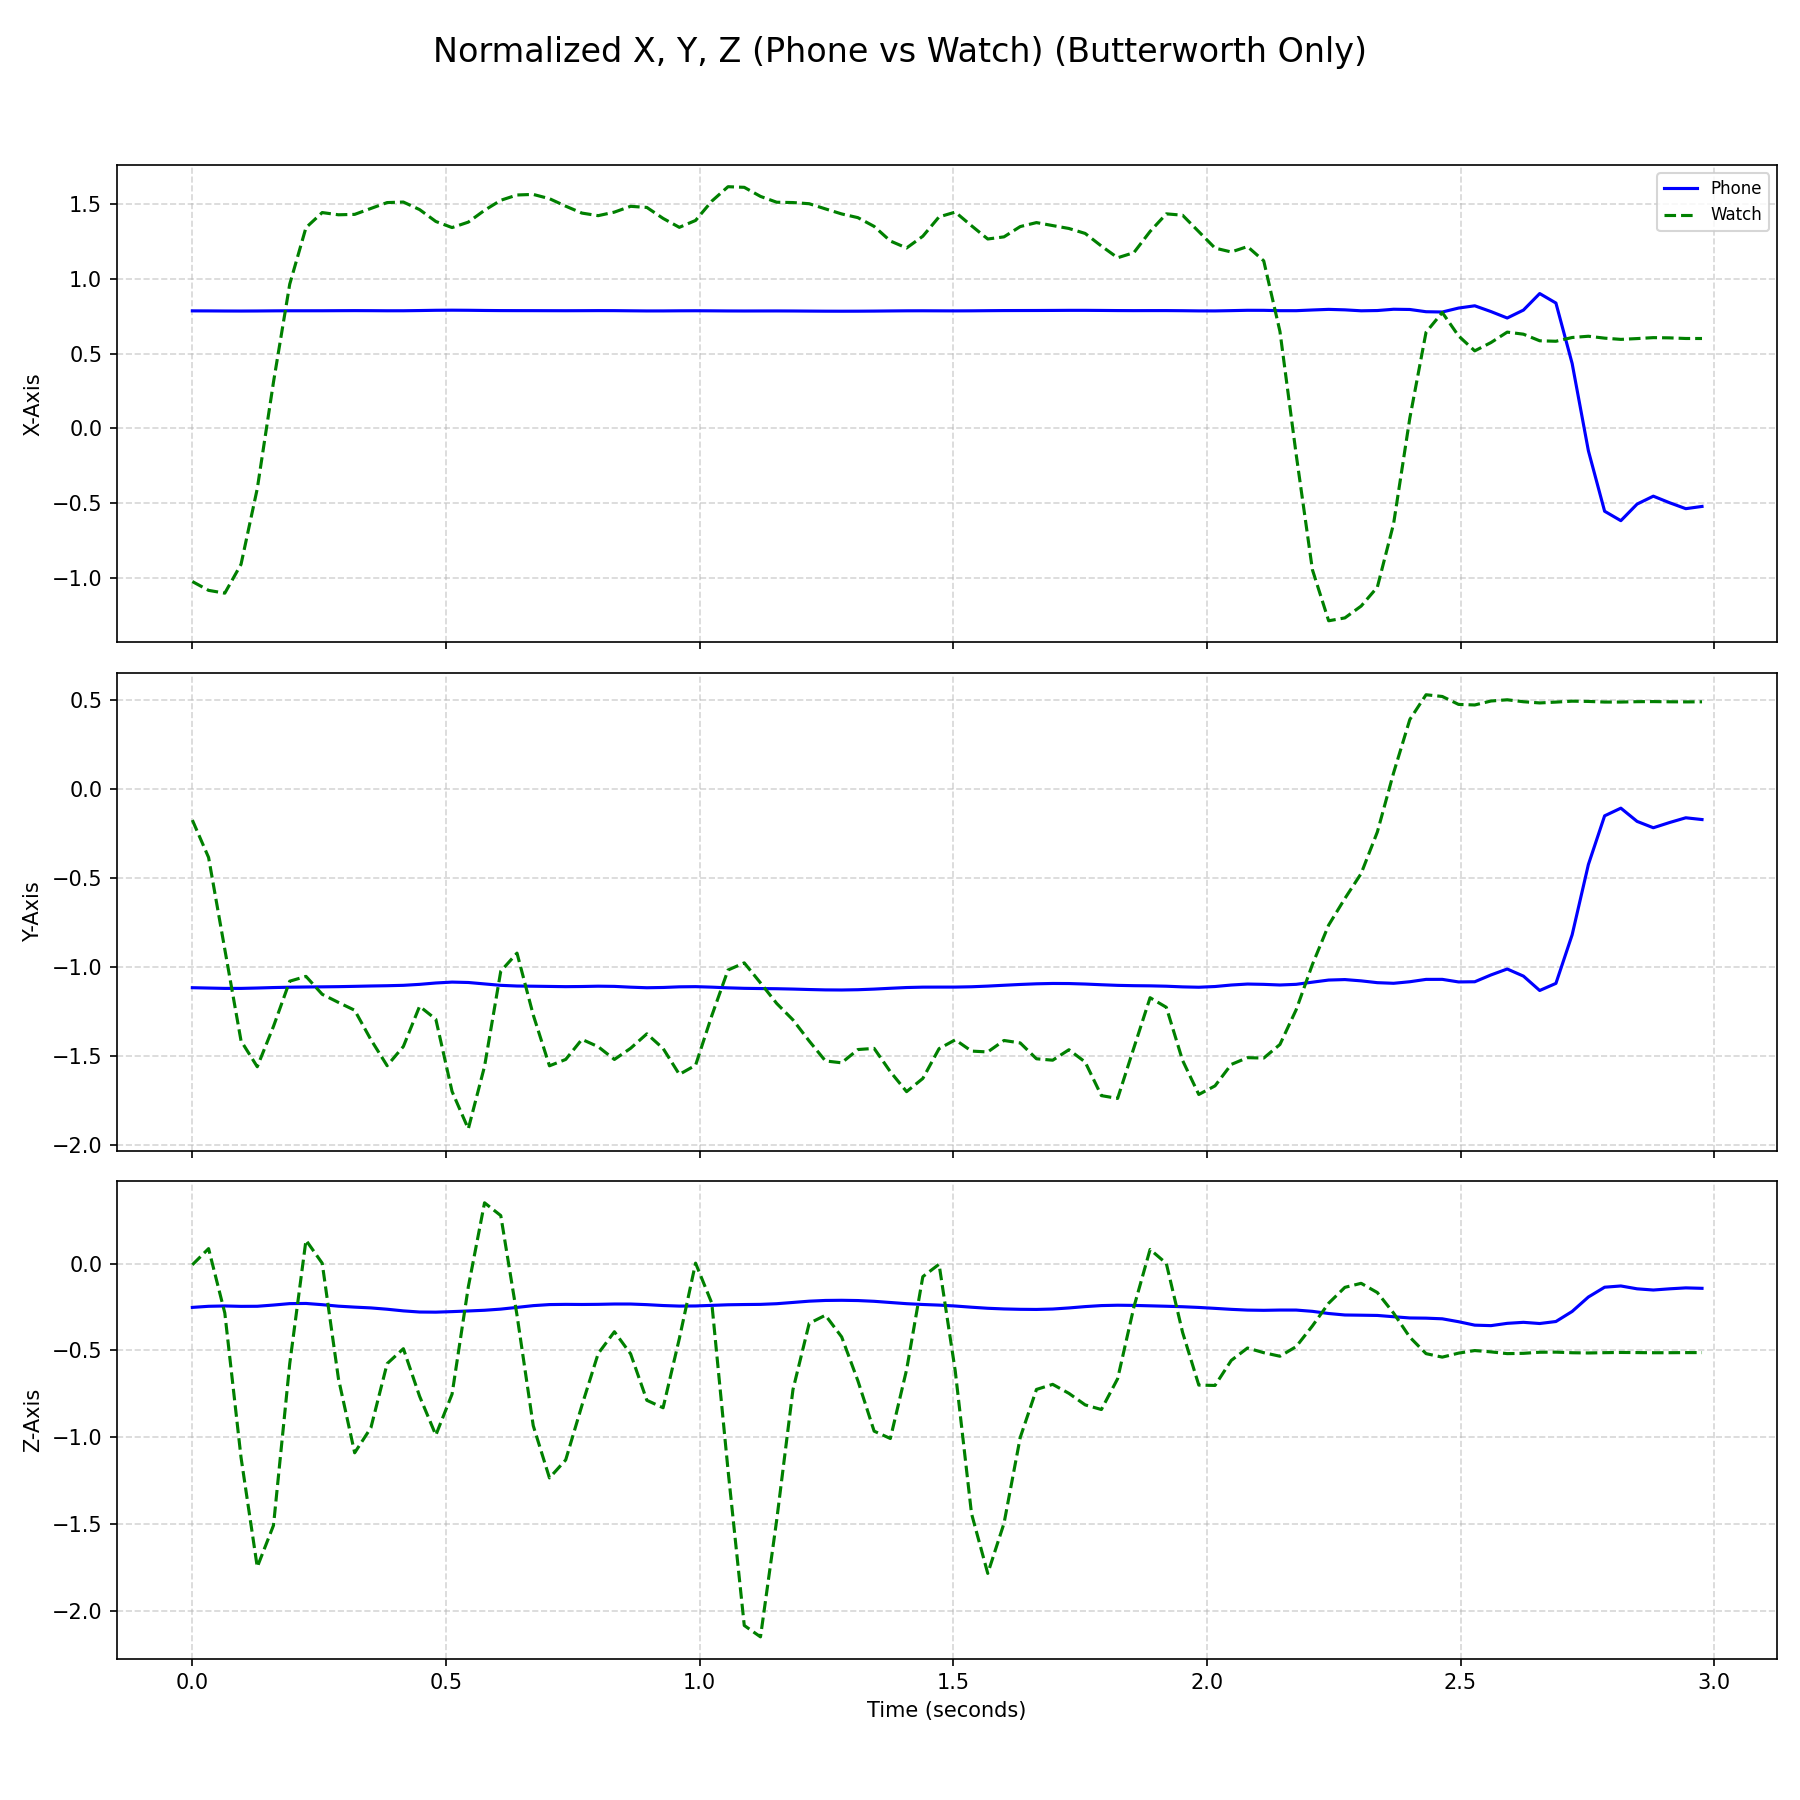 Normalized X, Y, Z (Phone vs Watch) (Butterworth Only)
Phone
Watch
X-Axis
1.5
1.0
0.5
0.0
−0.5
−1.0
Y-Axis
0.5
0.0
−0.5
−1.0
−1.5
−2.0
Z-Axis
0.0
−0.5
−1.0
−1.5
−2.0
0.0 0.5 1.0 1.5 2.0 2.5 3.0
Time (seconds)